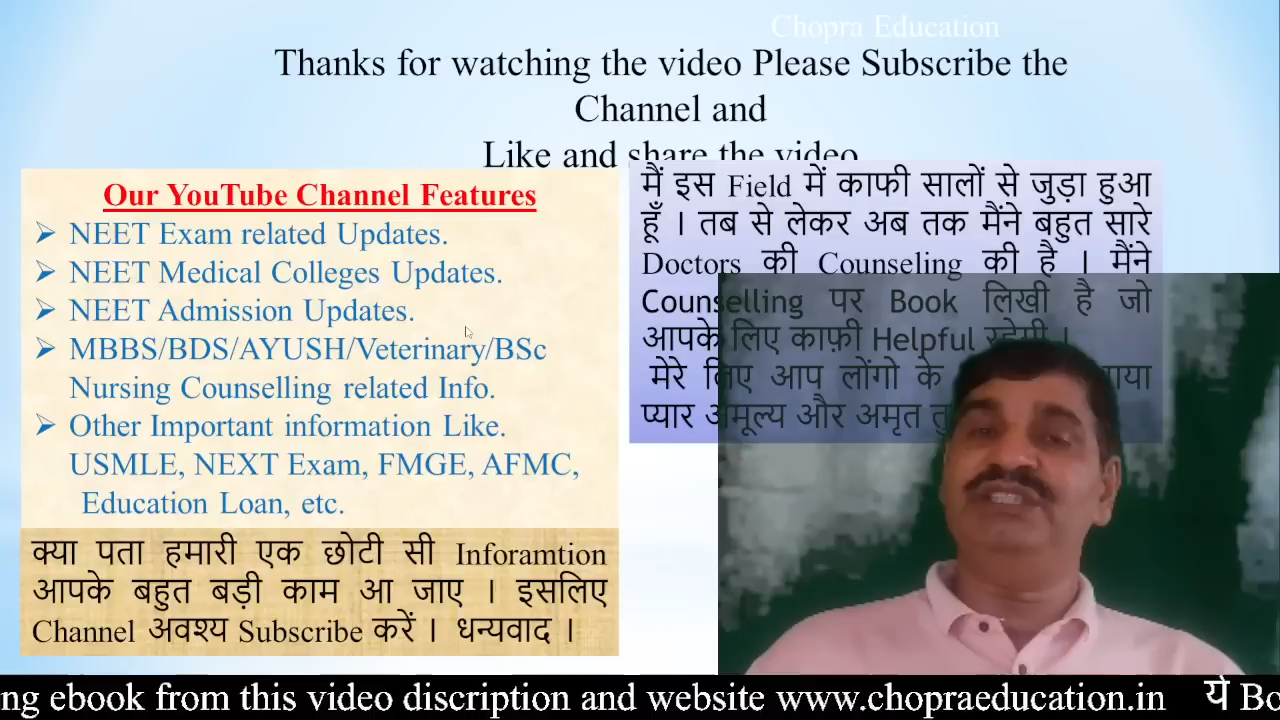 Chopra Education
Thanks for watching the video Please Subscribe the
Channel and
Like and share the video
Our YouTube Channel Features
➢ NEET Exam related Updates.
➢ NEET Medical Colleges Updates.
➢ NEET Admission Updates.
➢ MBBS/BDS/AYUSH/Veterinary/BSc
Nursing Counselling related Info.
➢ Other Important information Like.
USMLE, NEXT Exam, FMGE, AFMC,
Education Loan, etc.
क्या पता हमारी एक छोटी सी Inforamtion
आपके बहुत बड़ी काम आ जाए । इसलिए
Channel अवश्य Subscribe करें । धन्यवाद ।
मैं इस Field में काफी सालों से जुड़ा हुआ
हूँ । तब से लेकर अब तक मैंने बहुत सारे
Doctors की Counseling की है । मैंने
Counselling पर Book लिखी है जो
आपके लिए काफ़ी Helpful रहेगी ।
मेरे लिए आप लोंगो के
प्यार अमूल्य और अमृत
ng ebook from this video discription and website www.chopraeducation.in ये Bo